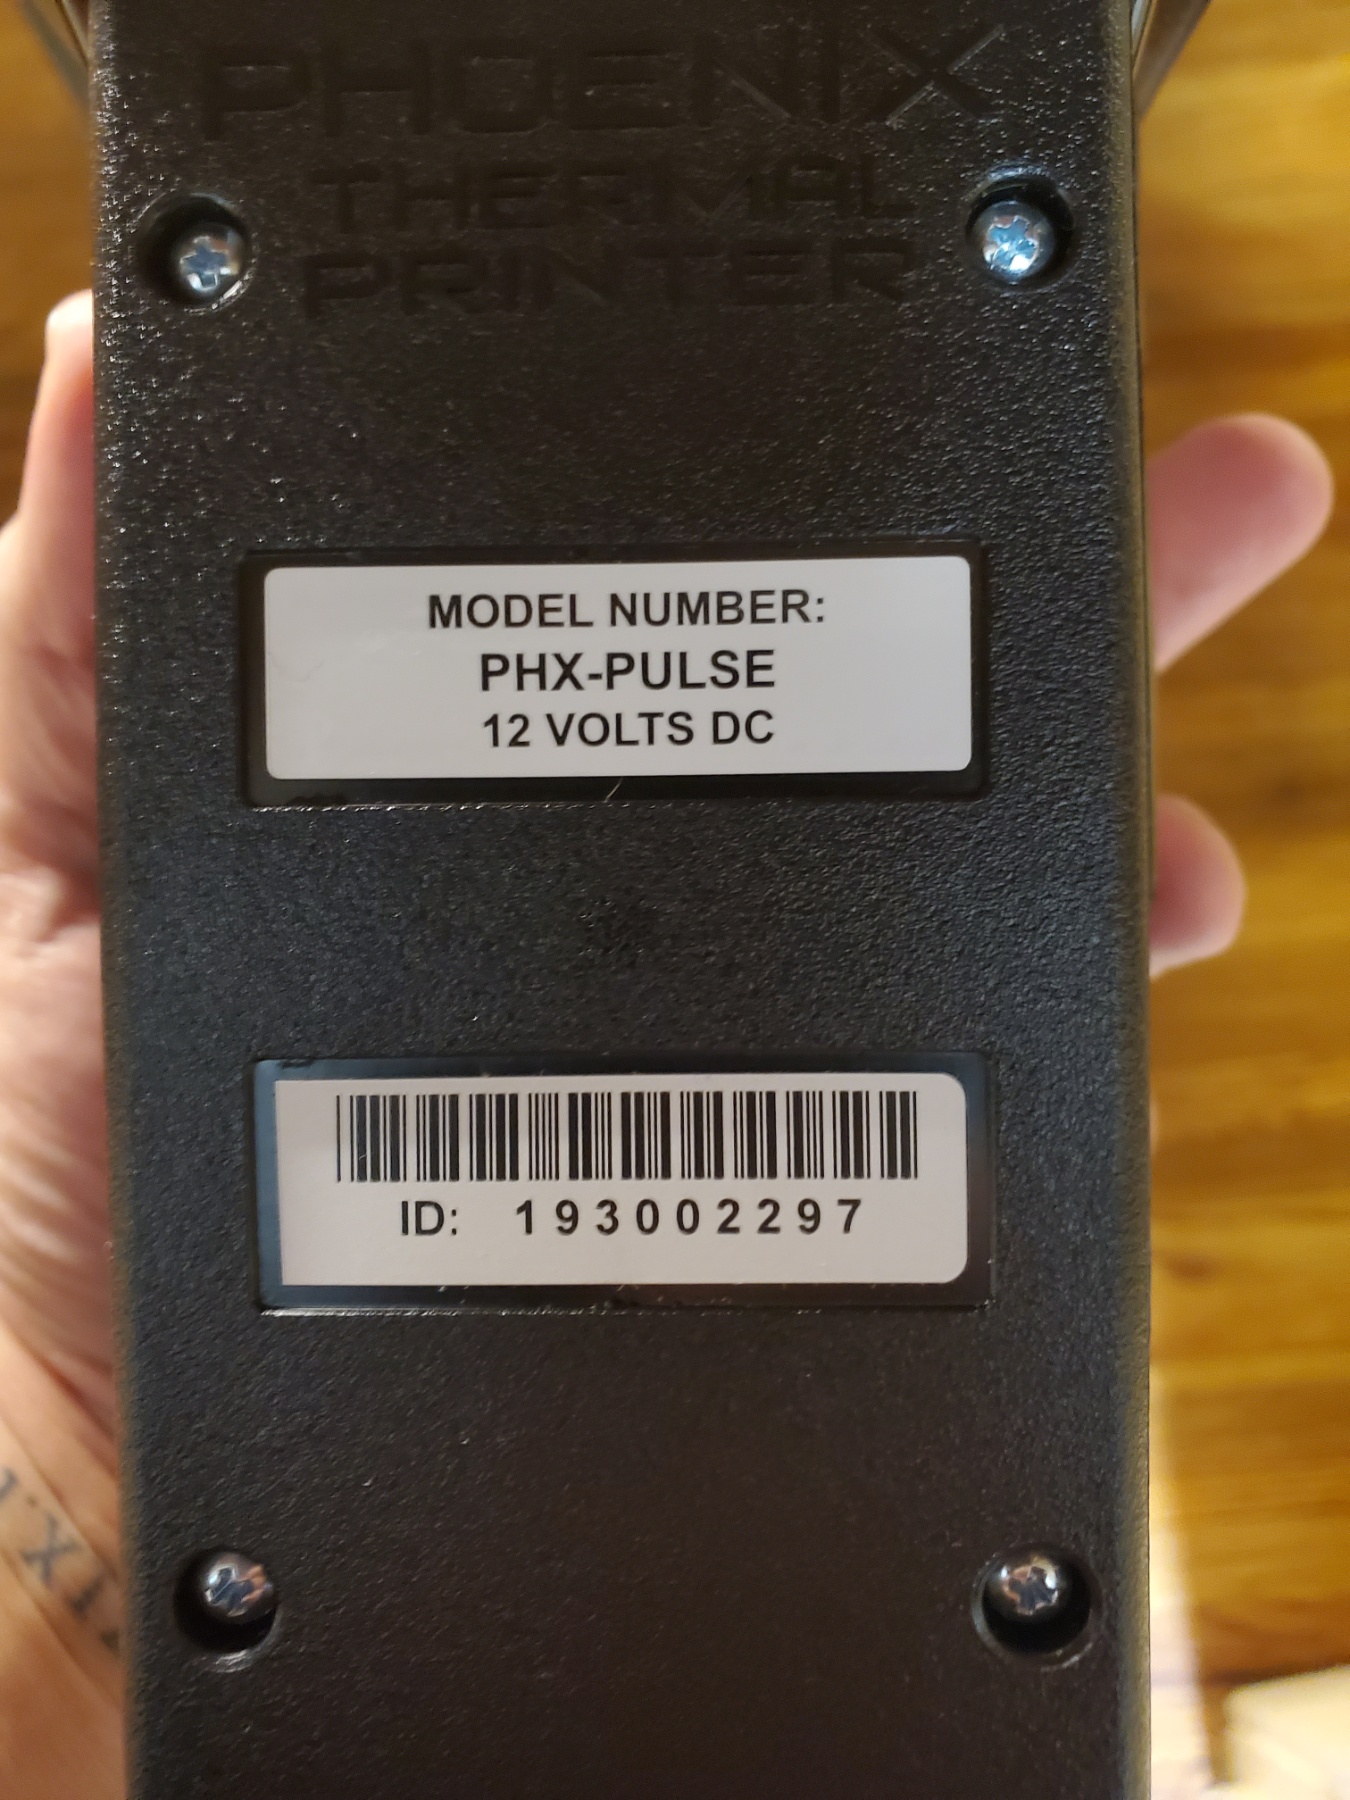 PHOENIX
THERMAL
PRINTER
MODEL NUMBER:
PHX-PULSE
12 VOLTS DC
ID: 193002297